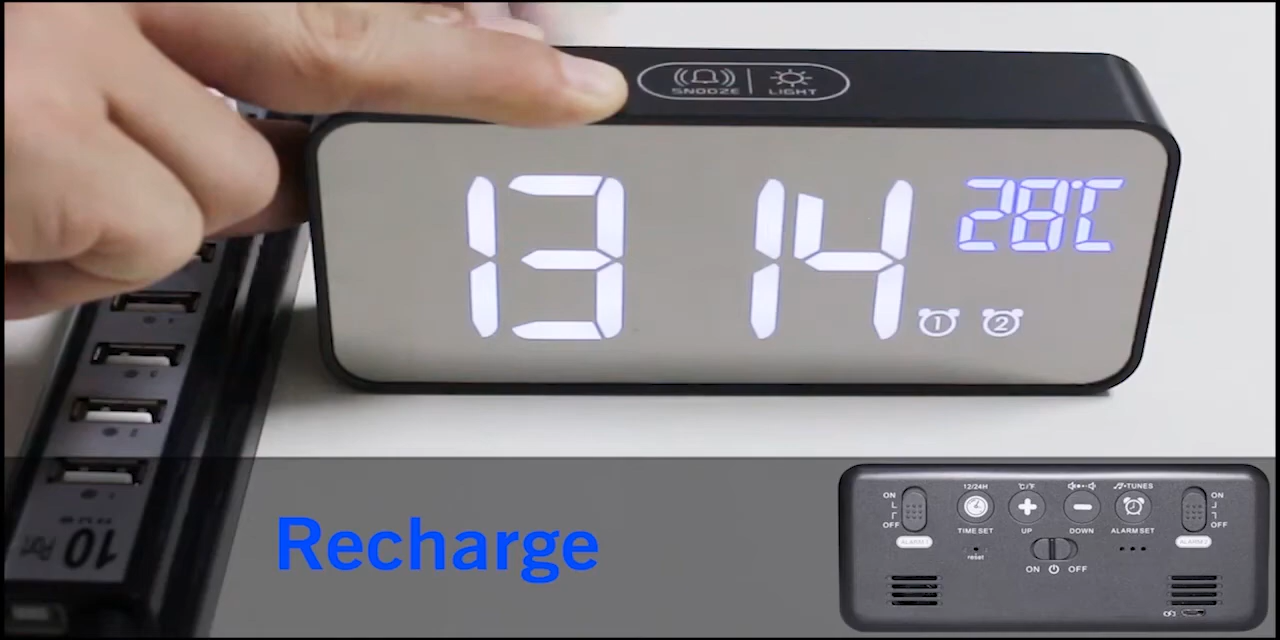 SNOOZE LIGHT
13 14 28°C
1 2
10 Port
Recharge
12/24H °C/°F TUNES
ON ON
OFF OFF
TIME SET UP DOWN ALARM SET
ALARM1 ALARM2
reset
ON OFF